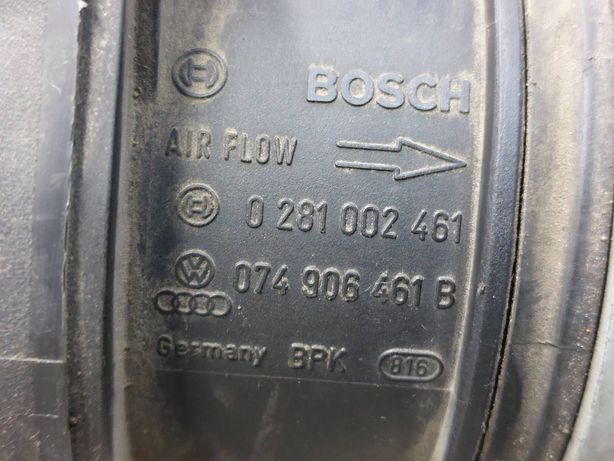 BOSCH
AIR FLOW
0 281 002 461
074 906 461 B
Germany BPK 816